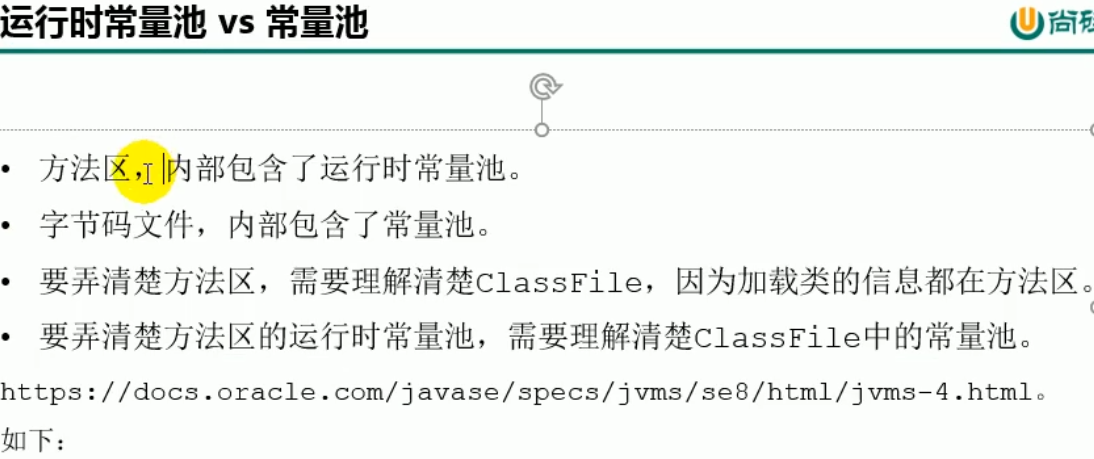 运行时常量池 vs 常量池
尚硅
• 方法区，内部包含了运行时常量池。
• 字节码文件，内部包含了常量池。
• 要弄清楚方法区，需要理解清楚ClassFile，因为加载类的信息都在方法区。
• 要弄清楚方法区的运行时常量池，需要理解清楚ClassFile中的常量池。
https://docs.oracle.com/javase/specs/jvms/se8/html/jvms-4.html。
如下：